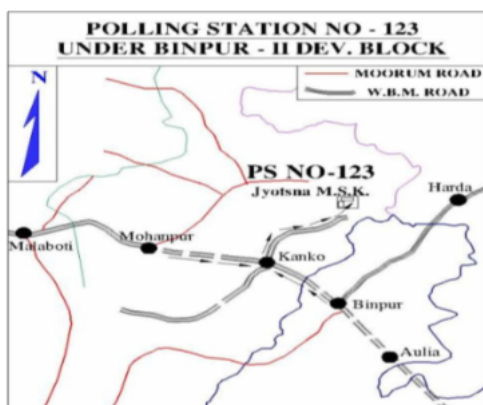 POLLING STATION NO - 123
UNDER BINPUR - II DEV. BLOCK
N
MOORUM ROAD
W.B.M. ROAD
PS NO-123
Jyotsna M.S.K.
Harda
Malaboti
Mohanpur
Kanko
Binpur
Aulia